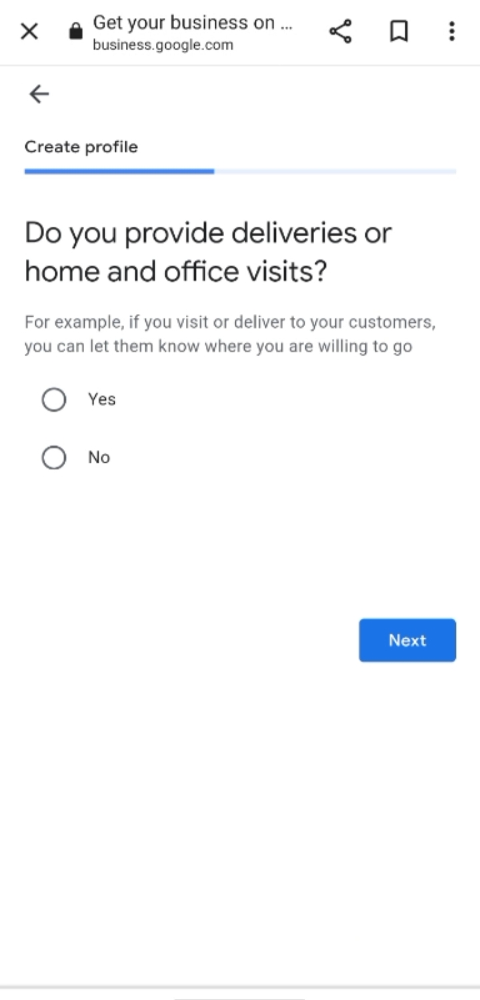 Get your business on ...
business.google.com
Create profile
Do you provide deliveries or
home and office visits?
For example, if you visit or deliver to your customers,
you can let them know where you are willing to go
Yes
No
Next